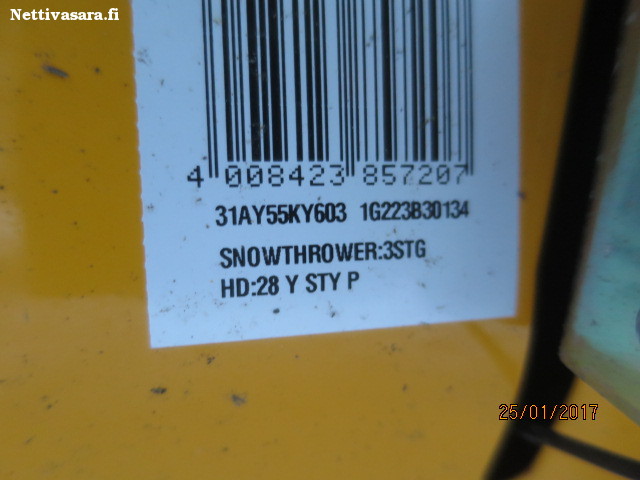 Nettivasara.fi
4 008423 857207
31AY55KY603 1G223B30134
SNOWTHROWER:3STG
HD:28 Y STY P
25/01/2017